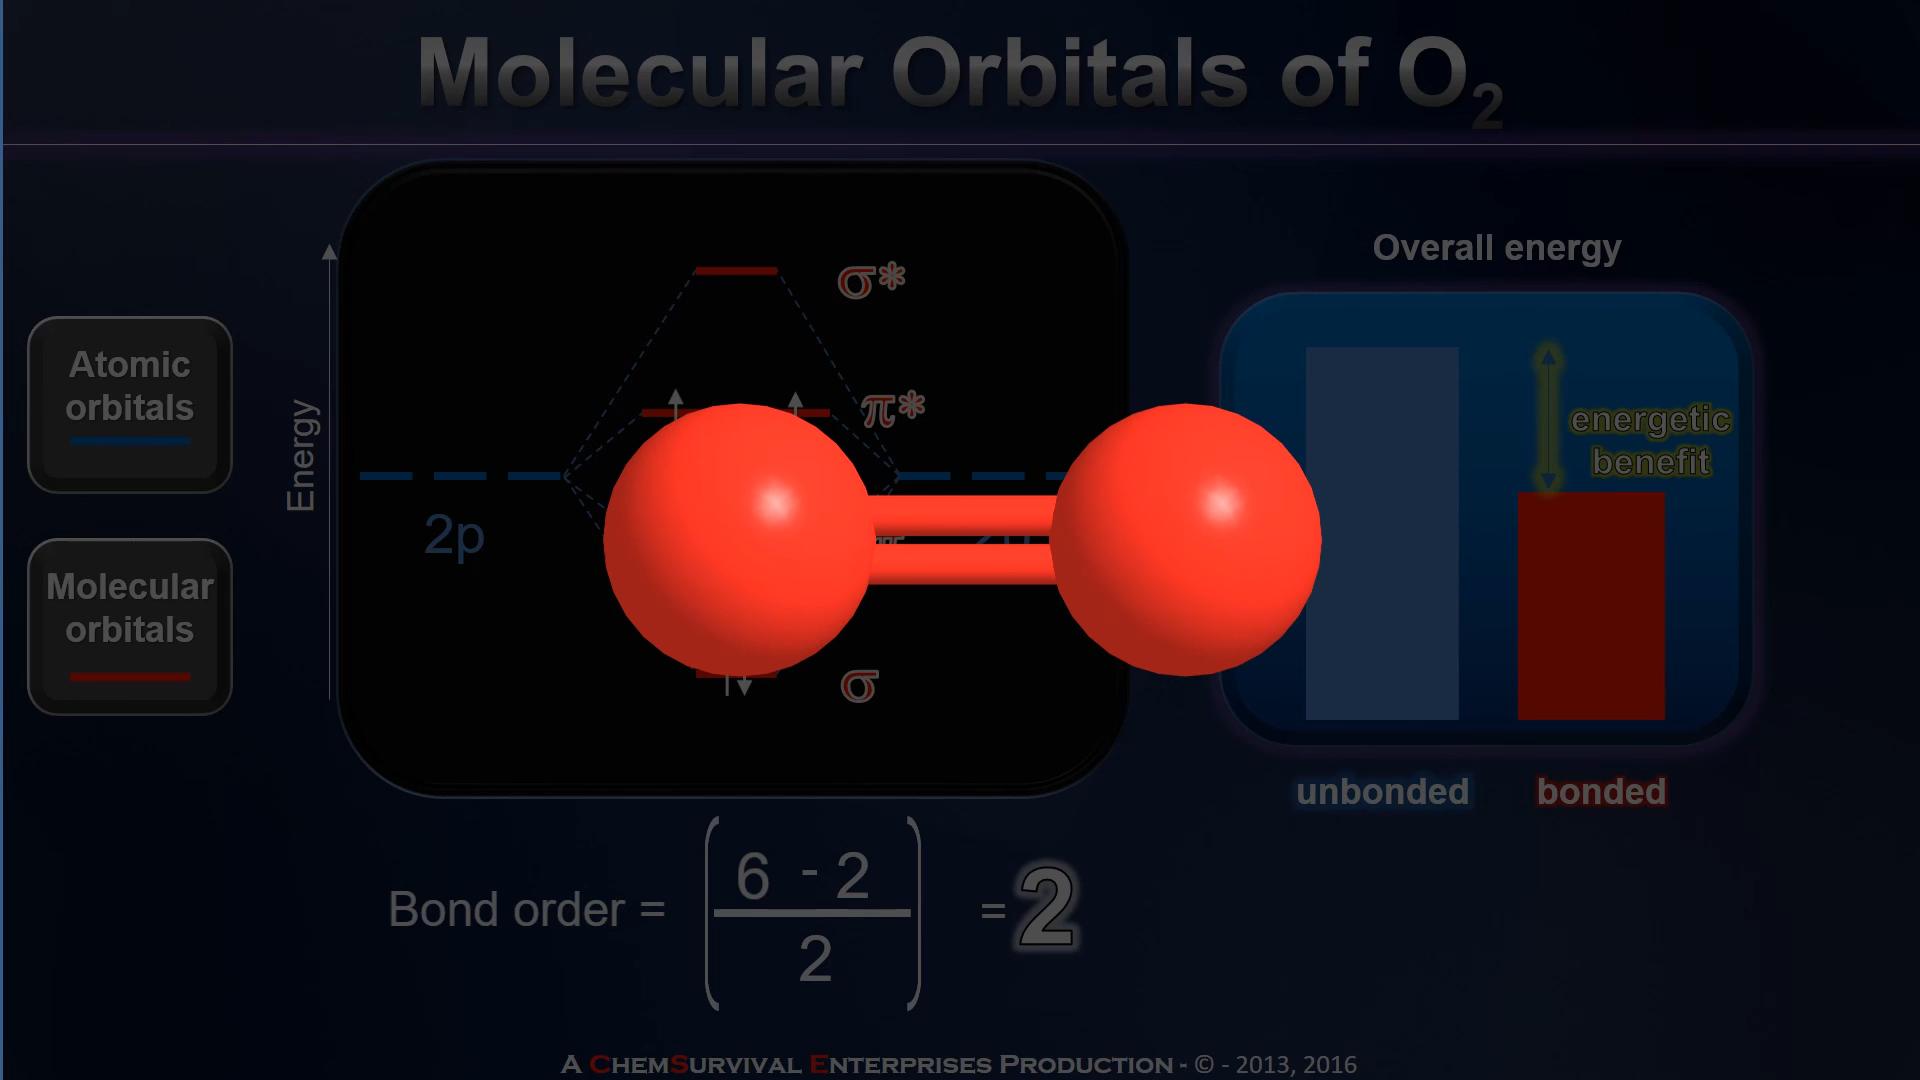 Molecular Orbitals of O₂
Overall energy
Atomic
orbitals
Molecular
orbitals
Energy
σ*
π*
2p
σ
energetic
benefit
unbonded
bonded
Bond order = (6 - 2 / 2) = 2
A ChemSurvival Enterprises Production - © - 2013, 2016